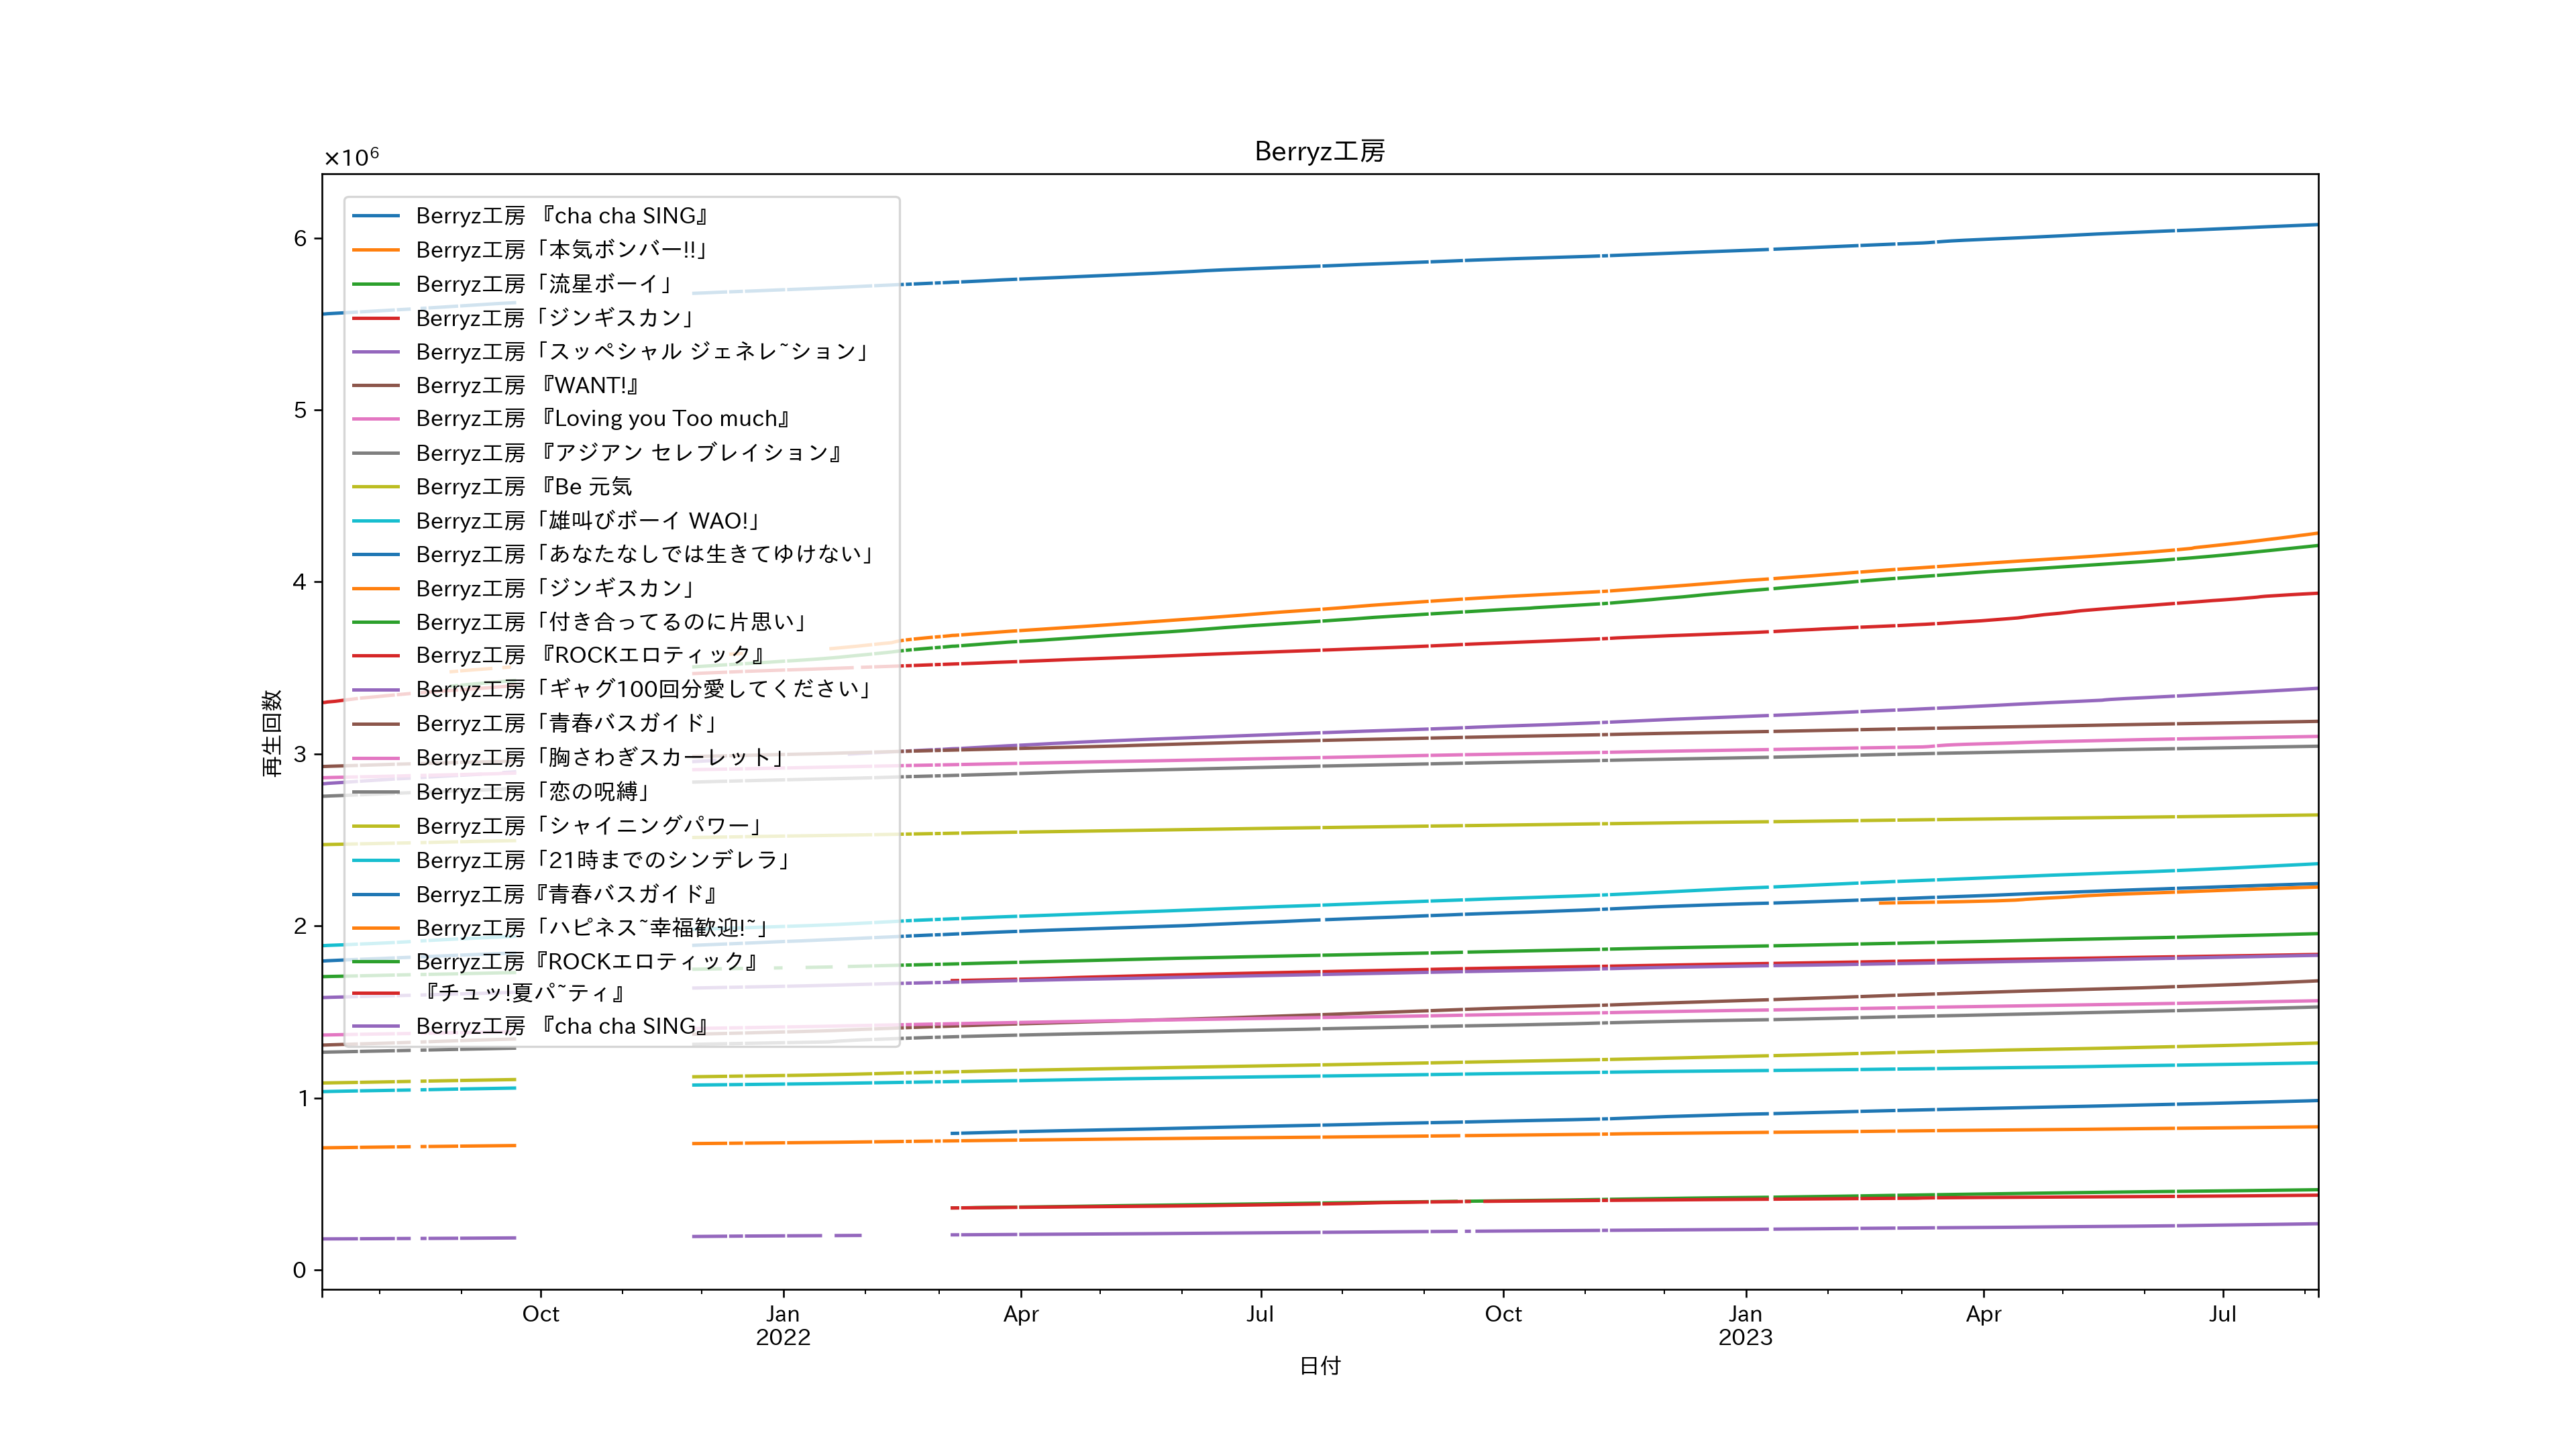 Berryz工房
×10⁶
6
5
4
3
2
1
0
再生回数
Berryz工房 『cha cha SING』
Berryz工房「本気ボンバー!!」
Berryz工房「流星ボーイ」
Berryz工房「ジンギスカン」
Berryz工房「スッペシャル ジェネレ~ション」
Berryz工房 『WANT!』
Berryz工房 『Loving you Too much』
Berryz工房 『アジアン セレブレイション』
Berryz工房 『Be 元気
Berryz工房「雄叫びボーイ WAO!」
Berryz工房「あなたなしでは生きてゆけない」
Berryz工房「ジンギスカン」
Berryz工房「付き合ってるのに片思い」
Berryz工房 『ROCKエロティック』
Berryz工房「ギャグ100回分愛してください」
Berryz工房「青春バスガイド」
Berryz工房「胸さわぎスカーレット」
Berryz工房「恋の呪縛」
Berryz工房「シャイニングパワー」
Berryz工房「21時までのシンデレラ」
Berryz工房『青春バスガイド』
Berryz工房「ハピネス~幸福歓迎!~」
Berryz工房『ROCKエロティック』
『チュッ!夏パ~ティ』
Berryz工房 『cha cha SING』
Oct Jan Apr Jul Oct Jan Apr Jul
2022 2023
日付